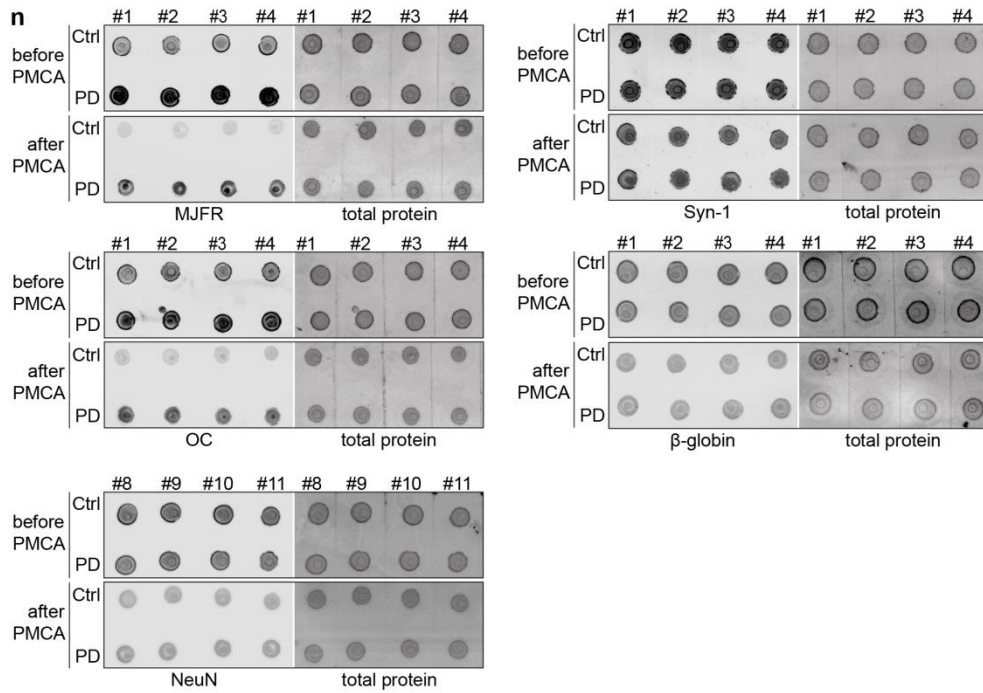 n
#1 #2 #3 #4 #1 #2 #3 #4
before PMCA
Ctrl
PD
after PMCA
Ctrl
PD
MJFR total protein
#1 #2 #3 #4 #1 #2 #3 #4
before PMCA
Ctrl
PD
after PMCA
Ctrl
PD
Syn-1 total protein
#1 #2 #3 #4 #1 #2 #3 #4
before PMCA
Ctrl
PD
after PMCA
Ctrl
PD
OC total protein
#1 #2 #3 #4 #1 #2 #3 #4
before PMCA
Ctrl
PD
after PMCA
Ctrl
PD
β-globin total protein
#8 #9 #10 #11 #8 #9 #10 #11
before PMCA
Ctrl
PD
after PMCA
Ctrl
PD
NeuN total protein